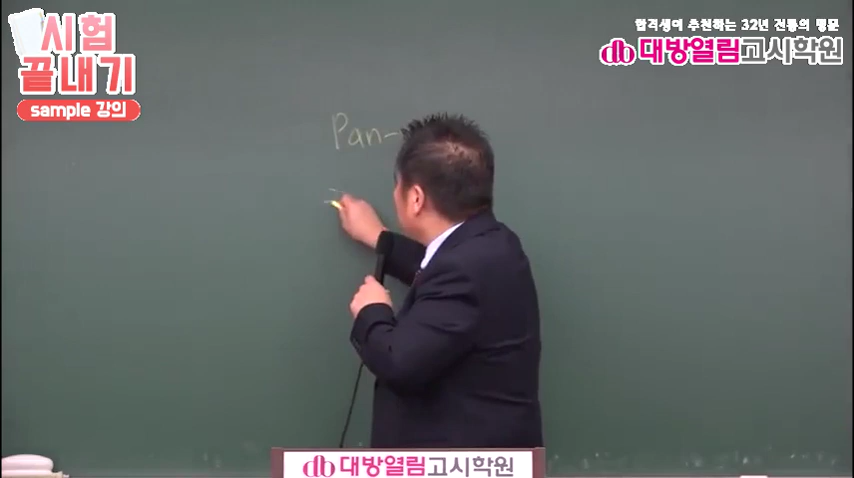 시험
끝내기
sample 강의
합격생이 추천하는 32년 전통의 명문
db 대방열림고시학원
Pan-
db 대방열림고시학원